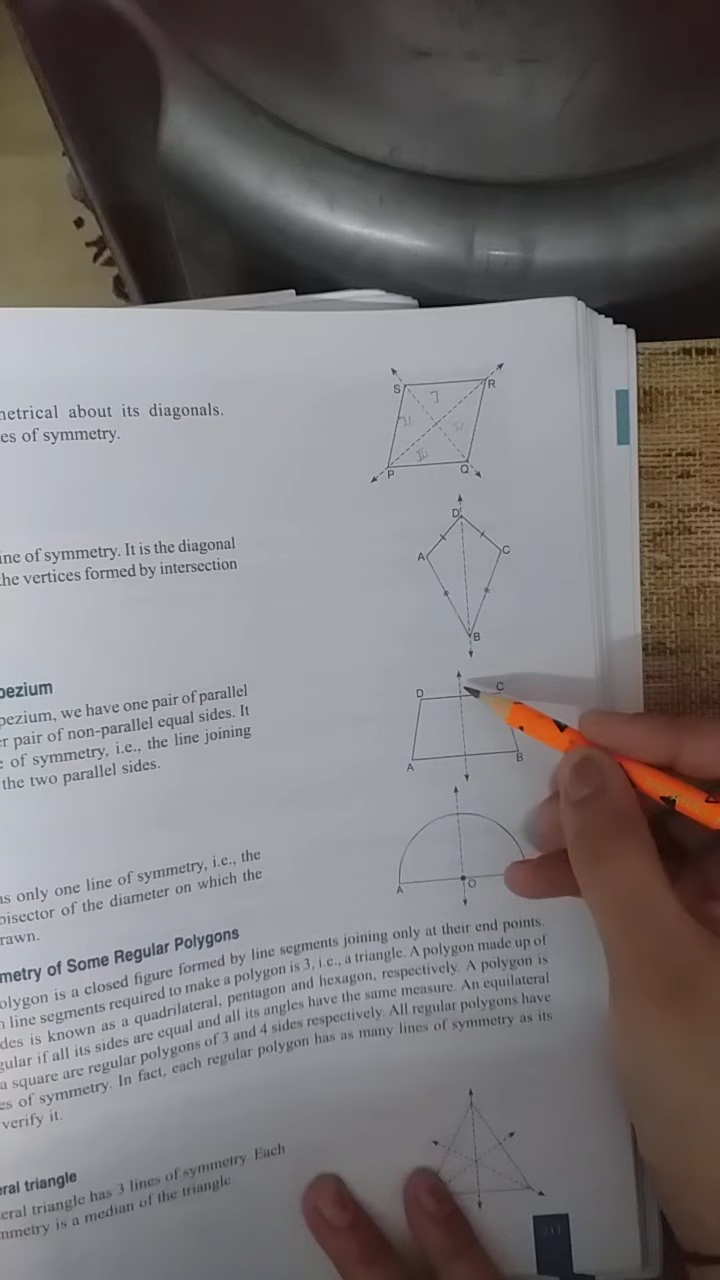 metrical about its diagonals.
es of symmetry.
S
R
P
Q
ine of symmetry. It is the diagonal
the vertices formed by intersection
D
A
C
B
pezium
pezium, we have one pair of parallel
r pair of non-parallel equal sides. It
of symmetry, i.e., the line joining
the two parallel sides.
D
C
A
B
as only one line of symmetry, i.e., the
bisector of the diameter on which the
rawn.
A
O
metry of Some Regular Polygons
olygon is a closed figure formed by line segments joining only at their end points.
line segments required to make a polygon is 3, i.e., a triangle. A polygon made up of
des is known as a quadrilateral, pentagon and hexagon, respectively. A polygon is
gular if all its sides are equal and all its angles have the same measure. An equilateral
a square are regular polygons of 3 and 4 sides respectively. All regular polygons have
es of symmetry. In fact, each regular polygon has as many lines of symmetry as its
verify it.
eral triangle
eral triangle has 3 lines of symmetry. Each
mmetry is a median of the triangle